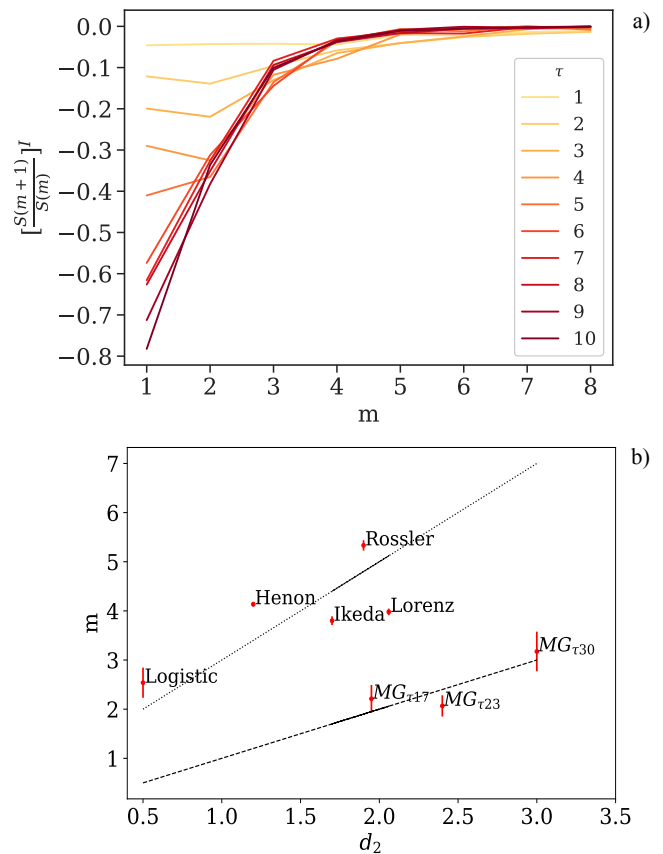 a)
[S(m+1)/S(m)]^I
0.0
−0.1
−0.2
−0.3
−0.4
−0.5
−0.6
−0.7
−0.8
τ
1
2
3
4
5
6
7
8
9
10
1 2 3 4 5 6 7 8
m
b)
m
7
6
5
4
3
2
1
Rossler
Henon
Ikeda
Lorenz
Logistic
MG_τ30
MG_τ17
MG_τ23
0.5 1.0 1.5 2.0 2.5 3.0 3.5
d_2